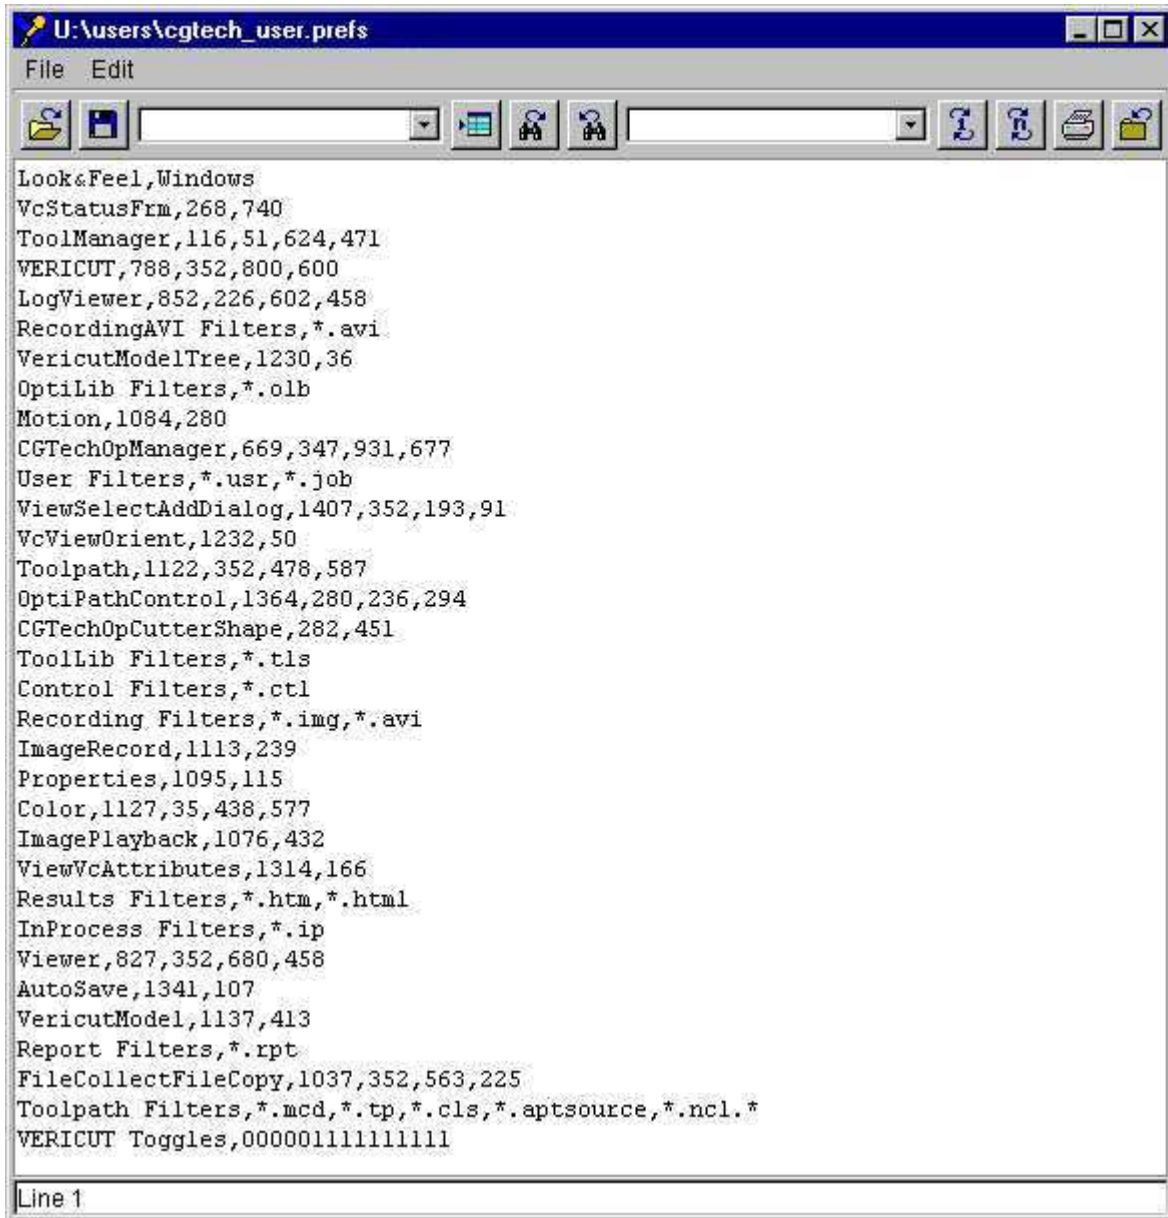 U:\users\cgtech_user.prefs
File Edit
Look&Feel,Windows
VcStatusFrm,268,740
ToolManager,116,51,624,471
VERICUT,788,352,800,600
LogViewer,852,226,602,458
RecordingAVI Filters,*.avi
VericutModelTree,1230,36
OptiLib Filters,*.olb
Motion,1084,280
CGTechOpManager,669,347,931,677
User Filters,*.usr,*.job
ViewSelectAddDialog,1407,352,193,91
VcViewOrient,1232,50
Toolpath,1122,352,478,587
OptiPathControl,1364,280,236,294
CGTechOpCutterShape,282,451
ToolLib Filters,*.tls
Control Filters,*.ctl
Recording Filters,*.img,*.avi
ImageRecord,1113,239
Properties,1095,115
Color,1127,35,438,577
ImagePlayback,1076,432
ViewVcAttributes,1314,166
Results Filters,*.htm,*.html
InProcess Filters,*.ip
Viewer,827,352,680,458
AutoSave,1341,107
VericutModel,1137,413
Report Filters,*.rpt
FileCollectFileCopy,1037,352,563,225
Toolpath Filters,*.mcd,*.tp,*.cls,*.aptsource,*.ncl.*
VERICUT Toggles,000001111111111
Line 1